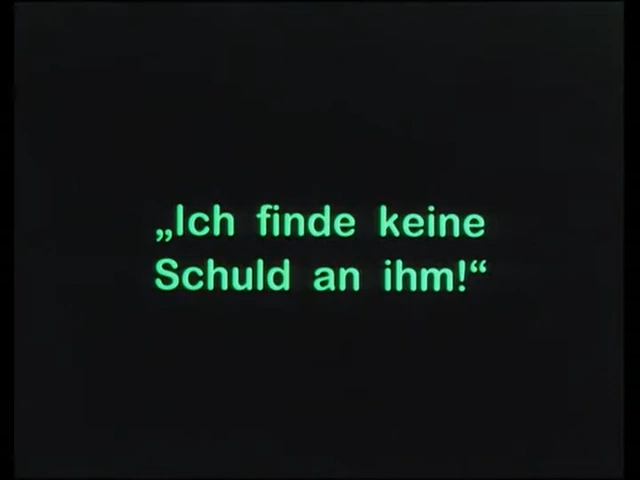 „Ich finde keine
Schuld an ihm!“